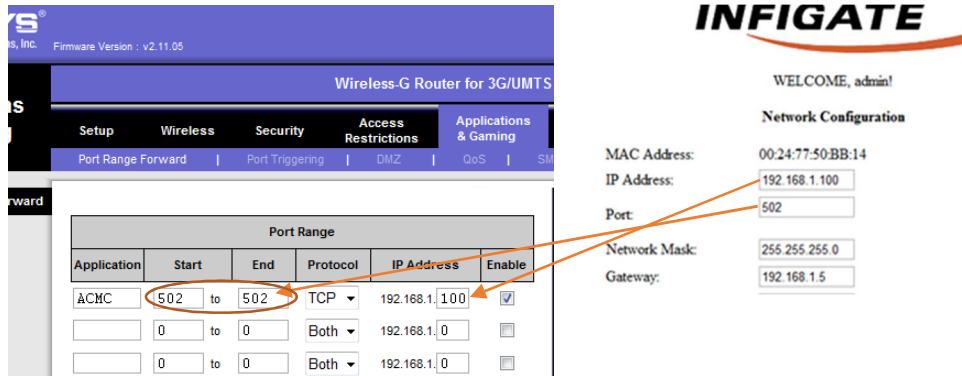 YS®
ns, Inc. Firmware Version : v2.11.05
Wireless-G Router for 3G/UMTS
ns
g
Setup Wireless Security Access Restrictions Applications & Gaming
Port Range Forward | Port Triggering | DMZ | QoS | SM
rward
Port Range
Application Start End Protocol IP Address Enable
ACMC 502 to 502 TCP 192.168.1. 100
0 to 0 Both 192.168.1. 0
0 to 0 Both 192.168.1. 0
INFIGATE
WELCOME, admin!
Network Configuration
MAC Address: 00:24:77:50:BB:14
IP Address: 192.168.1.100
Port: 502
Network Mask: 255.255.255.0
Gateway: 192.168.1.5